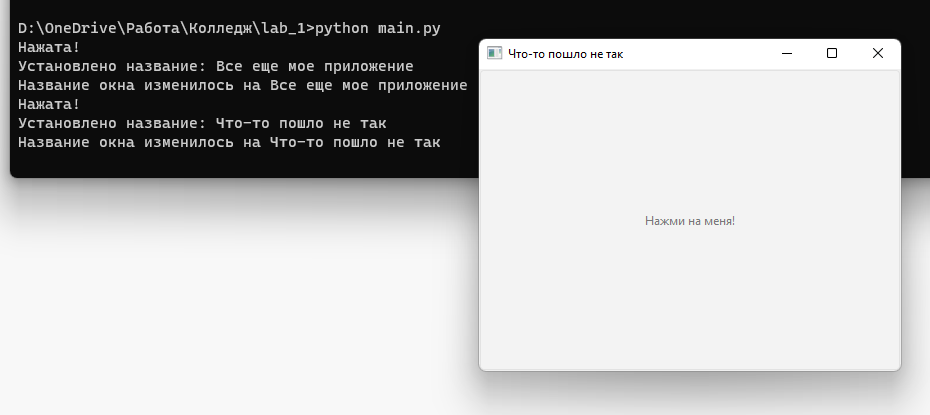 D:\OneDrive\Работа\Колледж\lab_1>python main.py
Нажата!
Установлено название: Все еще мое приложение
Название окна изменилось на Все еще мое приложение
Нажата!
Установлено название: Что-то пошло не так
Название окна изменилось на Что-то пошло не так
Что-то пошло не так
Нажми на меня!